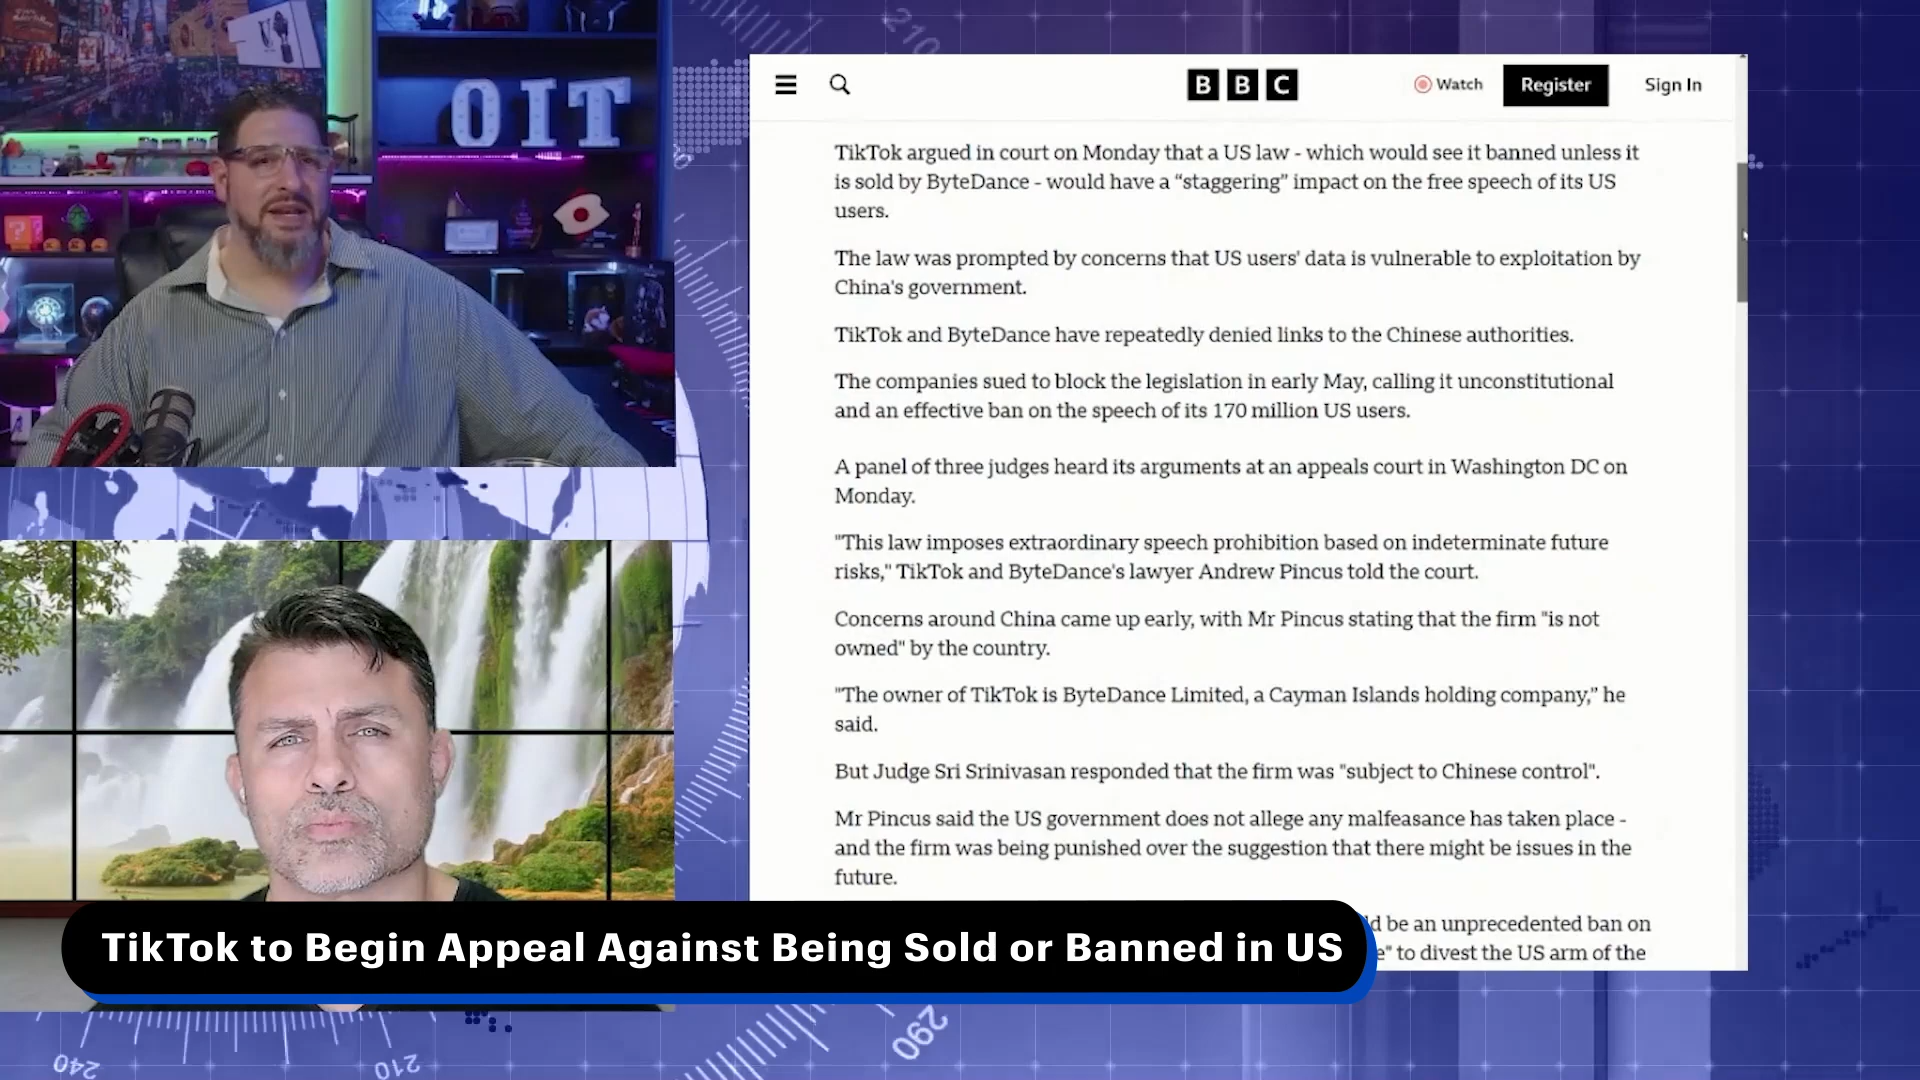 OIT
BBC
Watch
Register
Sign In
TikTok argued in court on Monday that a US law - which would see it banned unless it
is sold by ByteDance - would have a “staggering” impact on the free speech of its US
users.
The law was prompted by concerns that US users' data is vulnerable to exploitation by
China's government.
TikTok and ByteDance have repeatedly denied links to the Chinese authorities.
The companies sued to block the legislation in early May, calling it unconstitutional
and an effective ban on the speech of its 170 million US users.
A panel of three judges heard its arguments at an appeals court in Washington DC on
Monday.
"This law imposes extraordinary speech prohibition based on indeterminate future
risks," TikTok and ByteDance's lawyer Andrew Pincus told the court.
Concerns around China came up early, with Mr Pincus stating that the firm "is not
owned" by the country.
"The owner of TikTok is ByteDance Limited, a Cayman Islands holding company,” he
said.
But Judge Sri Srinivasan responded that the firm was "subject to Chinese control".
Mr Pincus said the US government does not allege any malfeasance has taken place -
and the firm was being punished over the suggestion that there might be issues in the
future.
be an unprecedented ban on
to divest the US arm of the
TikTok to Begin Appeal Against Being Sold or Banned in US
210
290
240
210